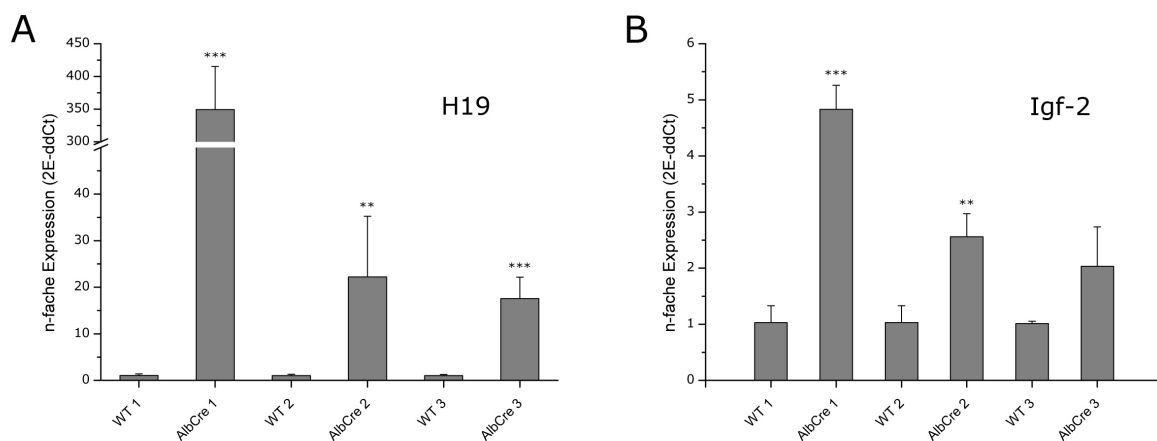 A
n-fache Expression (2E-ddCt)
450
400
350
300
40
30
20
10
0
***
**
***
H19
WT 1
AlbCre 1
WT 2
AlbCre 2
WT 3
AlbCre 3
B
n-fache Expression (2E-ddCt)
6
5
4
3
2
1
0
***
**
Igf-2
WT 1
AlbCre 1
WT 2
AlbCre 2
WT 3
AlbCre 3